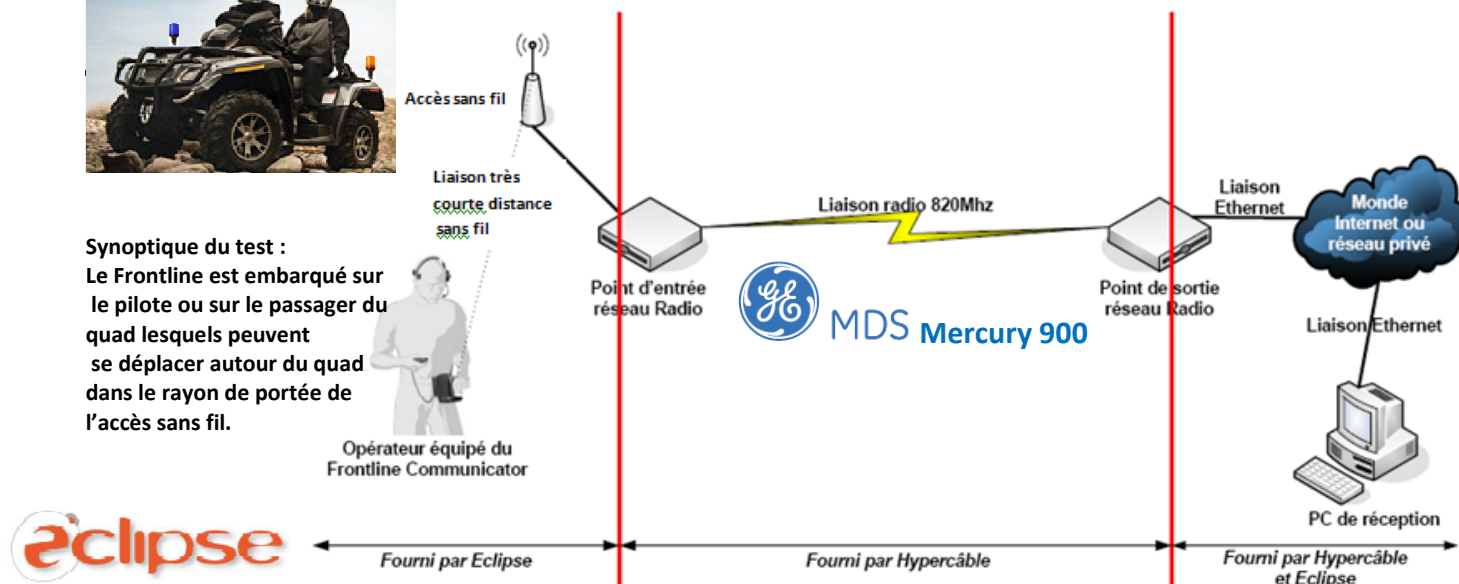 Accès sans fil
Liaison très
courte distance
sans fil
Synoptique du test :
Le Frontline est embarqué sur
le pilote ou sur le passager du
quad lesquels peuvent
se déplacer autour du quad
dans le rayon de portée de
l'accès sans fil.
Opérateur équipé du
Frontline Communicator
Point d'entrée
réseau Radio
Liaison radio 820Mhz
GE
MDS Mercury 900
Point de sortie
réseau Radio
Liaison
Ethernet
Monde
Internet ou
réseau privé
Liaison Ethernet
PC de réception
eclipse
Fourni par Eclipse
Fourni par Hypercâble
Fourni par Hypercâble
et Eclipse